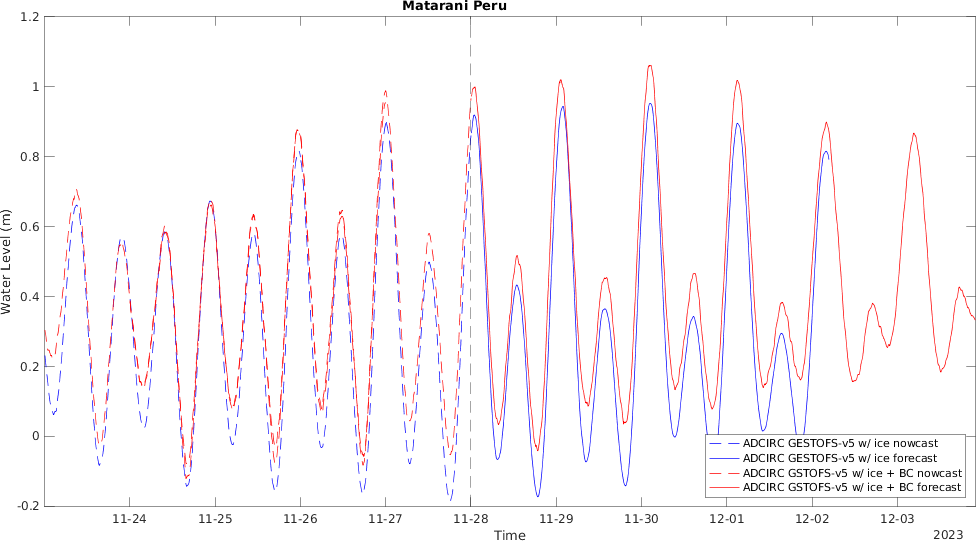 Matarani Peru
1.2
1
0.8
0.6
0.4
0.2
0
-0.2
Water Level (m)
11-24
11-25
11-26
11-27
11-28
11-29
11-30
12-01
12-02
12-03
Time
2023
ADCIRC GESTOFS-v5 w/ ice nowcast
ADCIRC GESTOFS-v5 w/ ice forecast
ADCIRC GSTOFS-v5 w/ ice + BC nowcast
ADCIRC GSTOFS-v5 w/ ice + BC forecast